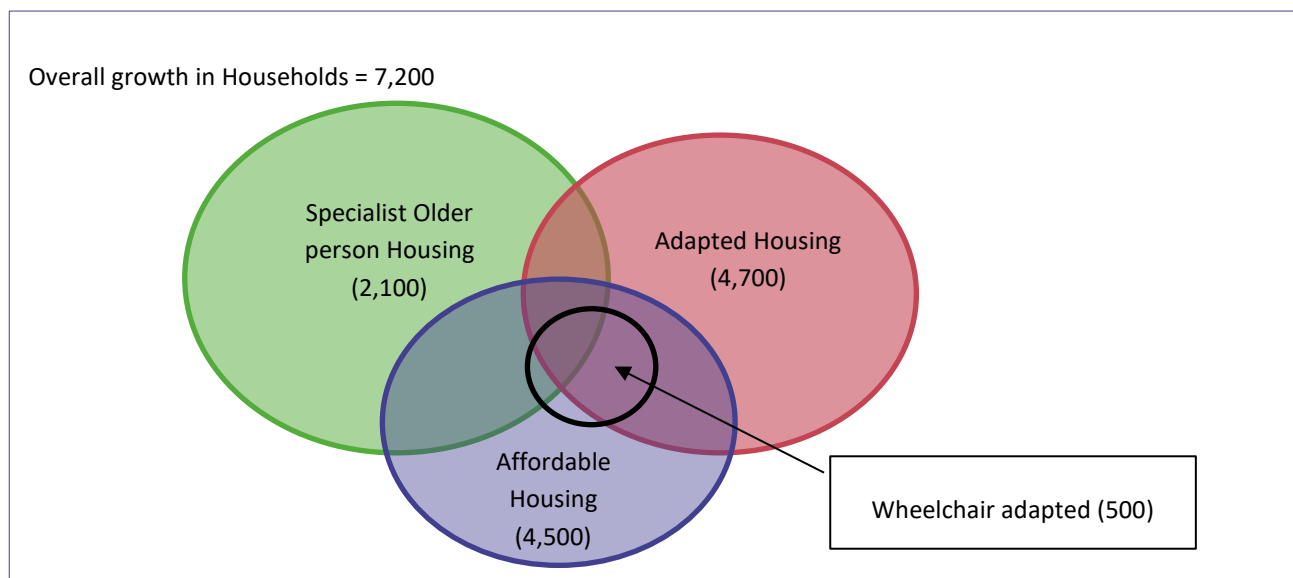 Overall growth in Households = 7,200
Specialist Older
person Housing
(2,100)
Adapted Housing
(4,700)
Affordable
Housing
(4,500)
Wheelchair adapted (500)